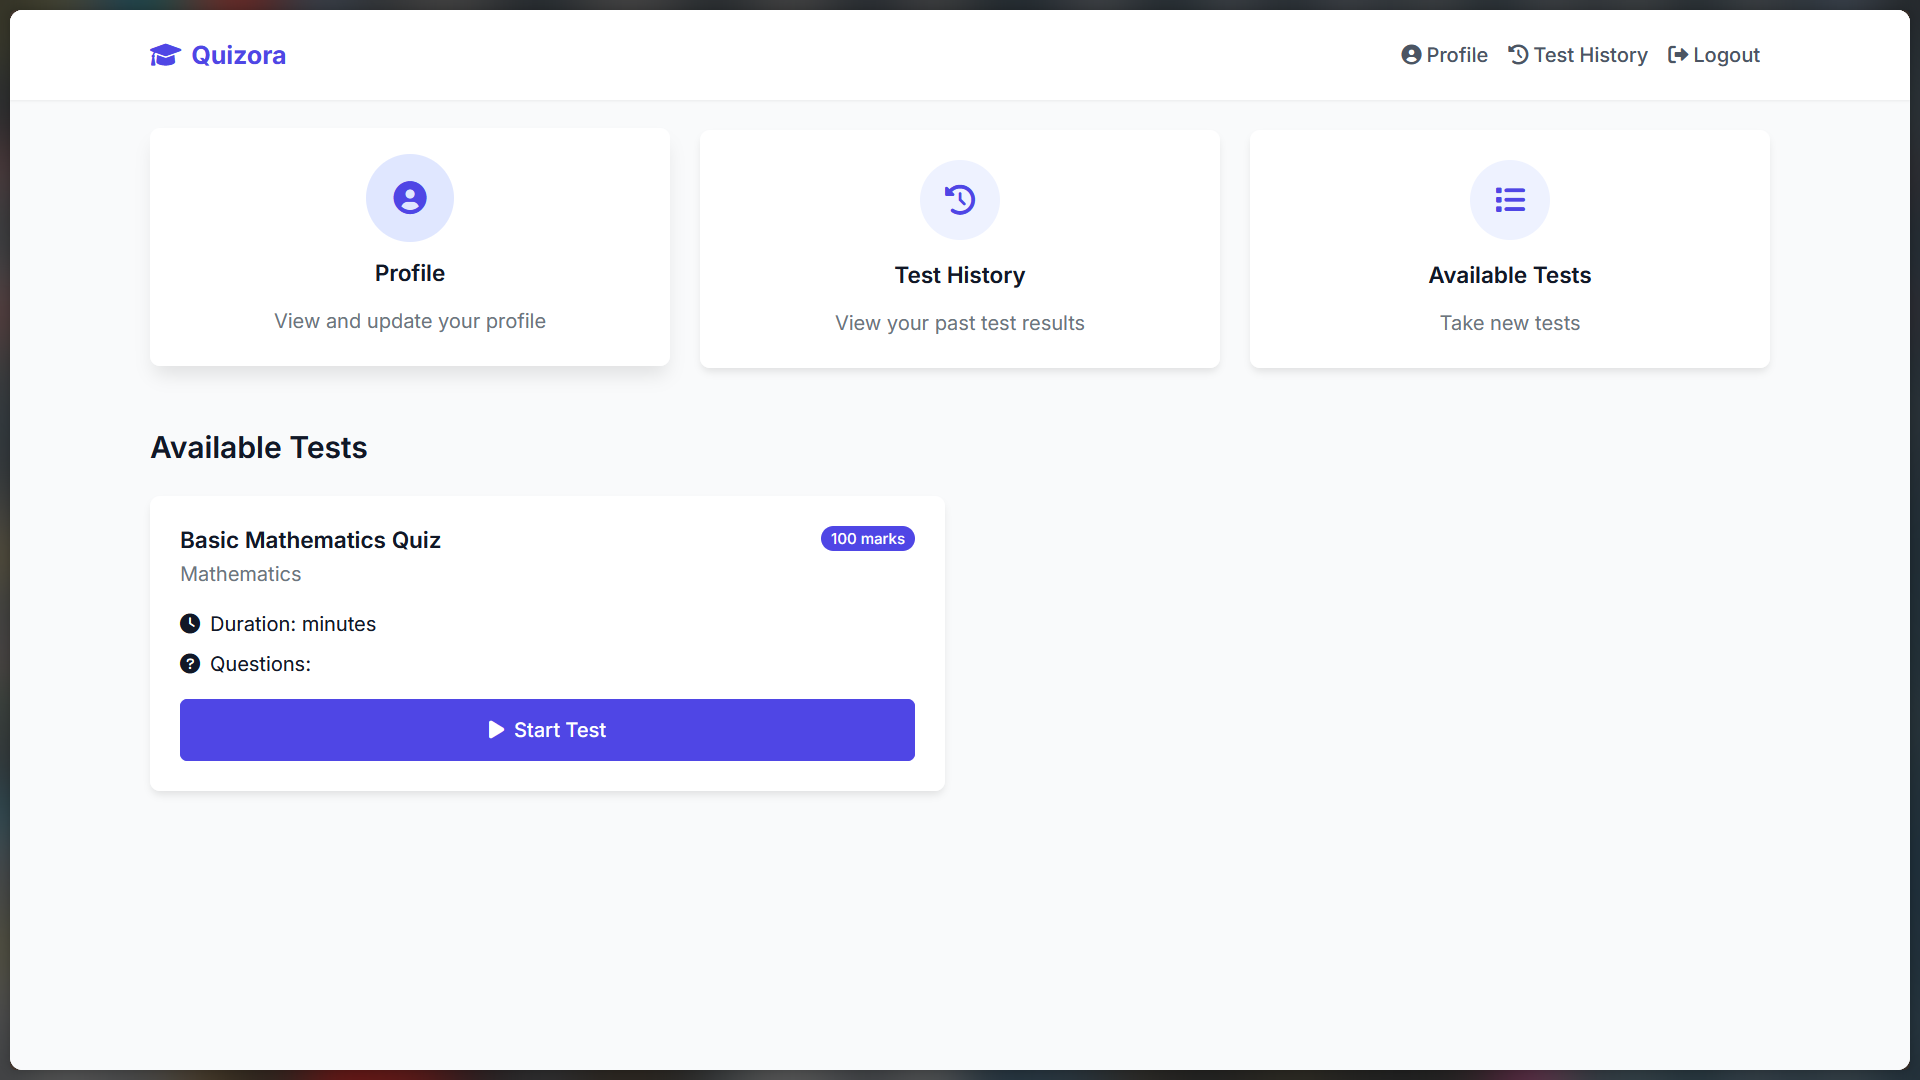 Quizora
Profile
Test History
Logout
Profile
View and update your profile
Test History
View your past test results
Available Tests
Take new tests
Available Tests
Basic Mathematics Quiz
100 marks
Mathematics
Duration: minutes
Questions:
Start Test